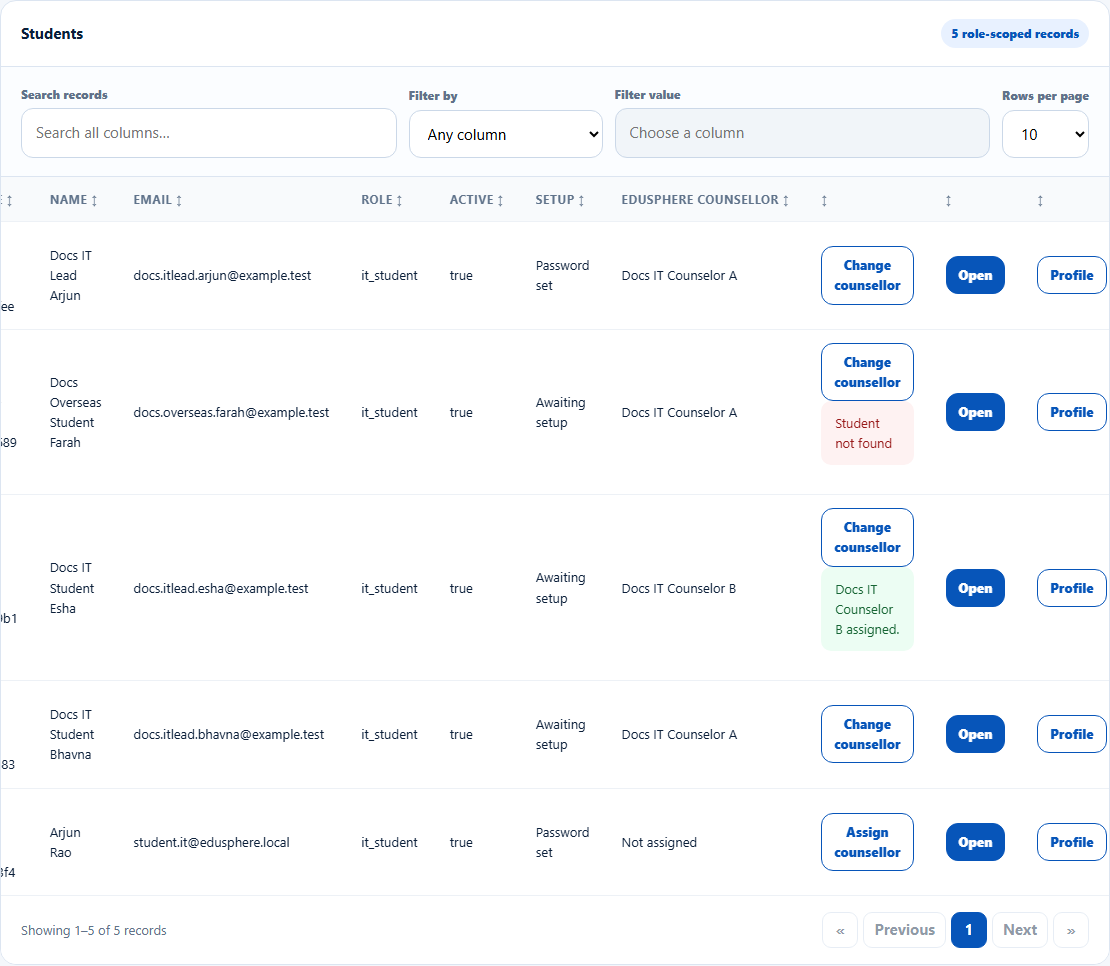 Students
5 role-scoped records
Search records
Filter by
Filter value
Rows per page
Search all columns...
Any column
Choose a column
10
NAME ↕ EMAIL ↕ ROLE ↕ ACTIVE ↕ SETUP ↕ EDUSPHERE COUNSELLOR ↕ ↕ ↕ ↕
Docs IT
Lead
Arjun
docs.itlead.arjun@example.test
it_student
true
Password
set
Docs IT Counselor A
Change
counsellor
Open
Profile
ee
Docs
Overseas
Student
Farah
docs.overseas.farah@example.test
it_student
true
Awaiting
setup
Docs IT Counselor A
Change
counsellor
Student
not found
Open
Profile
589
Docs IT
Student
Esha
docs.itlead.esha@example.test
it_student
true
Awaiting
setup
Docs IT Counselor B
Change
counsellor
Docs IT
Counselor
B assigned.
Open
Profile
b1
Docs IT
Student
Bhavna
docs.itlead.bhavna@example.test
it_student
true
Awaiting
setup
Docs IT Counselor A
Change
counsellor
Open
Profile
83
Arjun
Rao
student.it@edusphere.local
it_student
true
Password
set
Not assigned
Assign
counsellor
Open
Profile
f4
Showing 1–5 of 5 records
« Previous 1 Next »